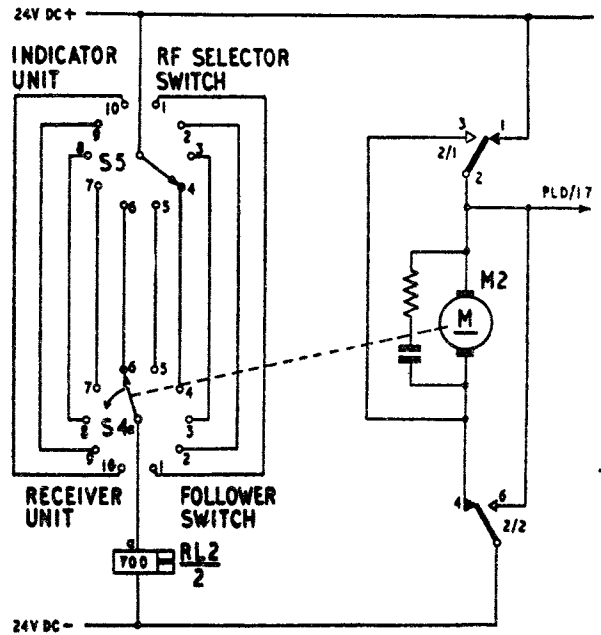 24V DC+
INDICATOR
UNIT
RF SELECTOR
SWITCH
10
1
9
2
8
S5
3
7
4
6
5
3
1
2/1
2
PLD/17
M2
M
6
5
7
4
8
S4a
3
9
2
10
1
RECEIVER
UNIT
FOLLOWER
SWITCH
4
6
2/2
a
700
RL2
2
24V DC-